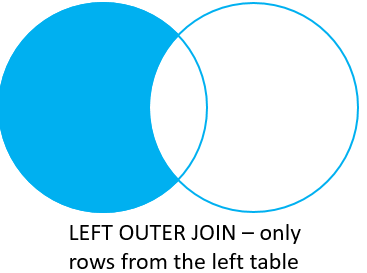 LEFT OUTER JOIN – only
rows from the left table